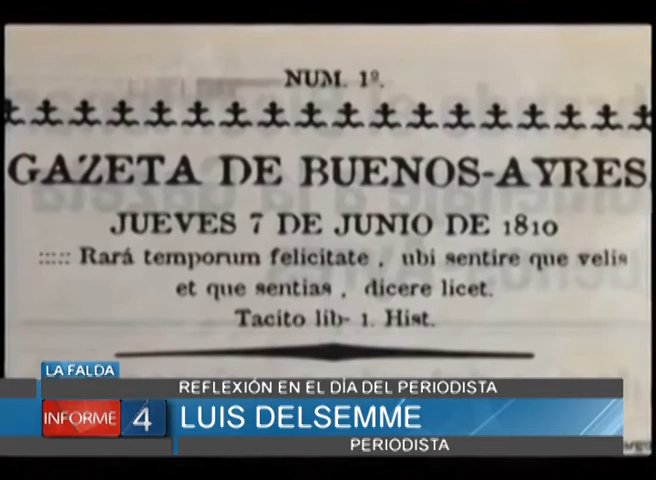 NUM. 1º.
GAZETA DE BUENOS-AYRES
JUEVES 7 DE JUNIO DE 1810
::::: Rará temporum felicitate , ubi sentire que velis
et que sentias , dicere licet.
Tacito lib- 1. Hist.
LA FALDA
REFLEXIÓN EN EL DÍA DEL PERIODISTA
INFORME 4
LUIS DELSEMME
PERIODISTA